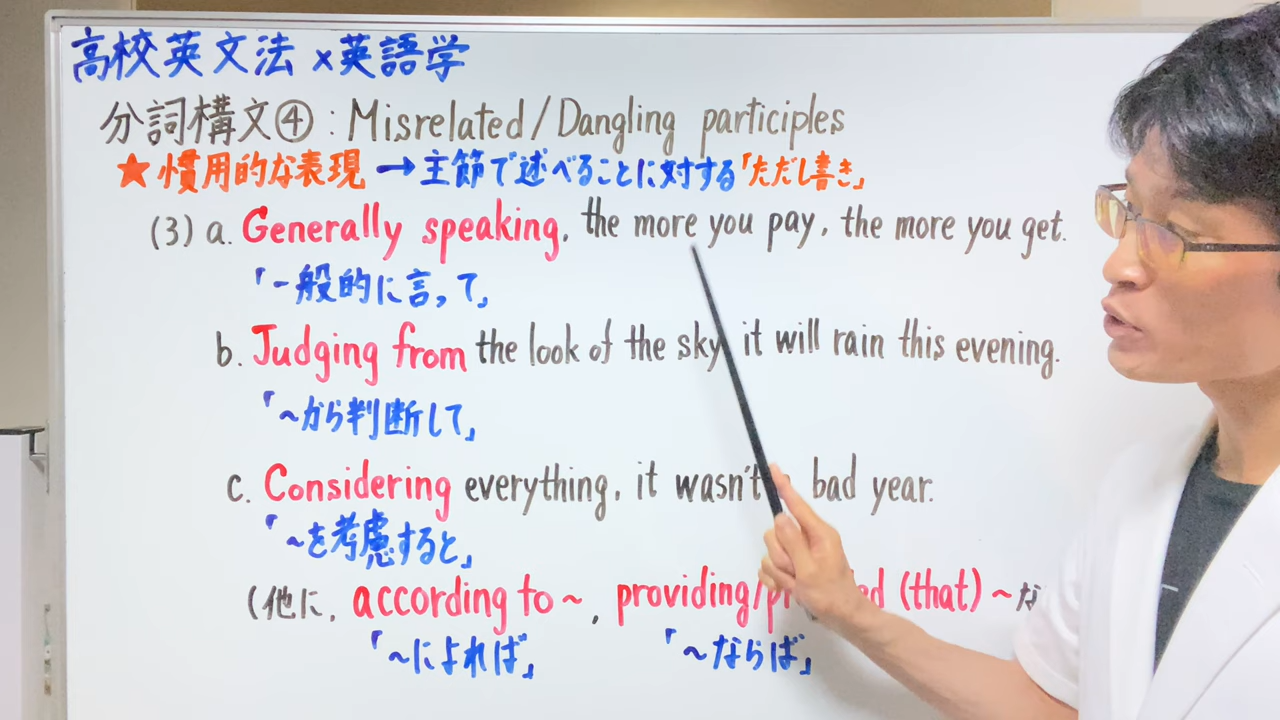 高校英文法×英語学
分詞構文④：Misrelated/Dangling participles
★慣用的な表現→主節で述べることに対する「ただし書き」
(3) a. Generally speaking, the more you pay, the more you get.
「一般的に言って」
b. Judging from the look of the sky it will rain this evening.
「～から判断して」
c. Considering everything, it wasn't bad year.
「～を考慮すると」
(他に, according to ~, providing/ (that) ~な
「～によれば」 「～ならば」